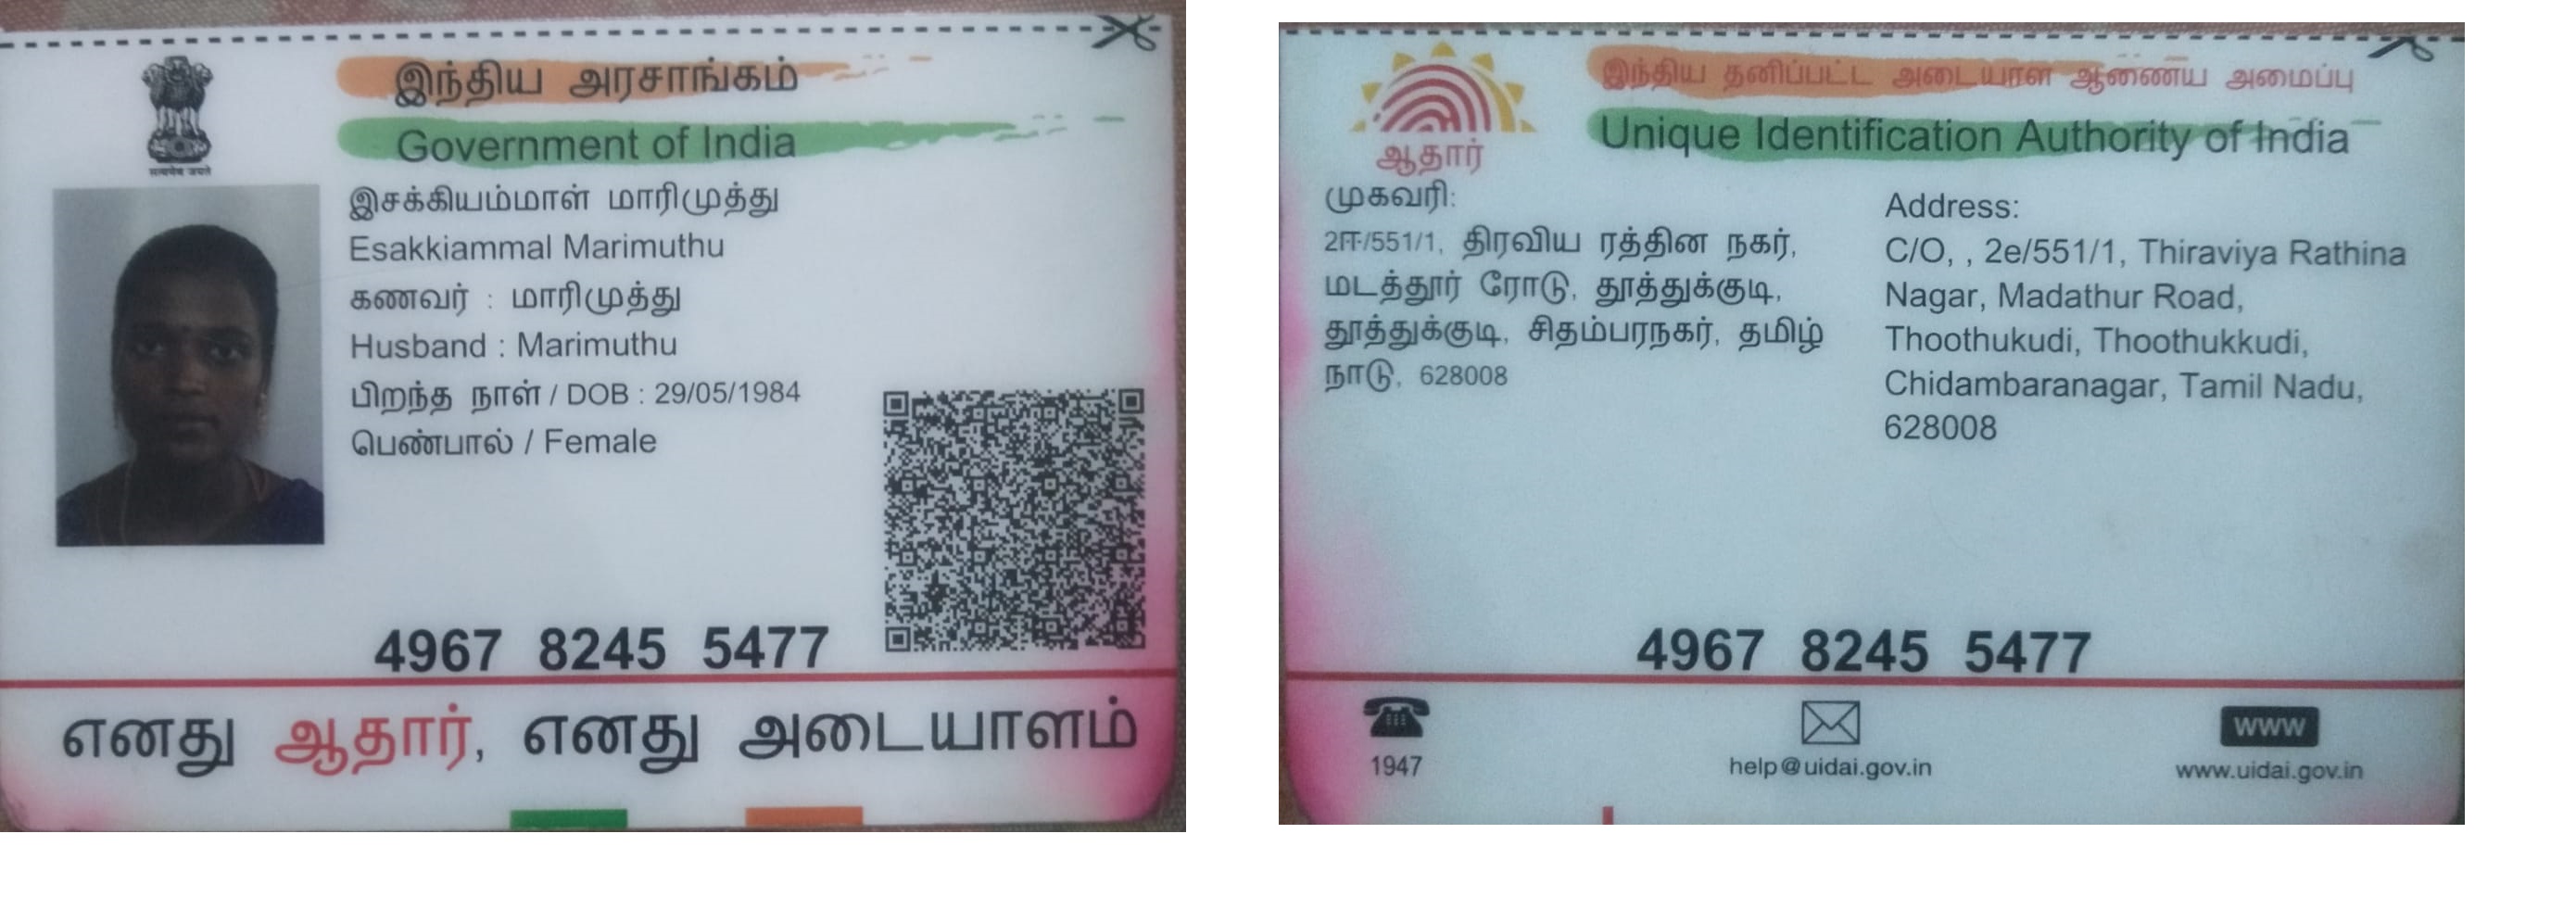 இந்திய அரசாங்கம்
Government of India
सत्यमेव जयते
இசக்கியம்மாள் மாரிமுத்து
Esakkiammal Marimuthu
கணவர் : மாரிமுத்து
Husband : Marimuthu
பிறந்த நாள் / DOB : 29/05/1984
பெண்பால் / Female
4967 8245 5477
எனது ஆதார், எனது அடையாளம்
இந்திய தனிப்பட்ட அடையாள ஆணைய அமைப்பு
Unique Identification Authority of India
ஆதார்
முகவரி:
2ஈ/551/1, திரவிய ரத்தின நகர்,
மடத்தூர் ரோடு, தூத்துக்குடி,
தூத்துக்குடி, சிதம்பரநகர், தமிழ்
நாடு, 628008
Address:
C/O, , 2e/551/1, Thiraviya Rathina
Nagar, Madathur Road,
Thoothukudi, Thoothukkudi,
Chidambaranagar, Tamil Nadu,
628008
4967 8245 5477
1947
help@uidai.gov.in
WWW
www.uidai.gov.in